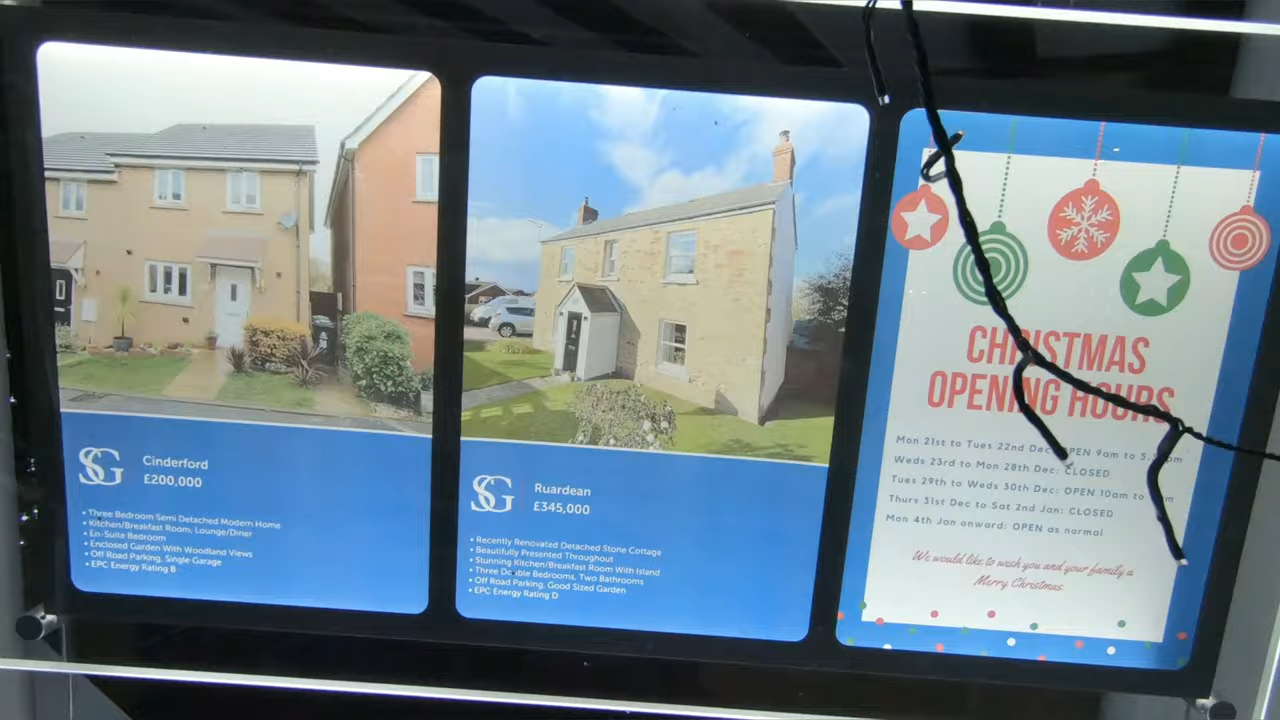 SG
Cinderford
£200,000
• Three Bedroom Semi Detached Modern Home
• Kitchen/Breakfast Room, Lounge/Diner
• En-Suite Bedroom
• Enclosed Garden With Woodland Views
• Off Road Parking, Single Garage
• EPC Energy Rating B
SG
Ruardean
£345,000
• Recently Renovated Detached Stone Cottage
• Beautifully Presented Throughout
• Stunning Kitchen/Breakfast Room With Island
• Three Double Bedrooms, Two Bathrooms
• Off Road Parking, Good Sized Garden
• EPC Energy Rating D
CHRISTMAS
OPENING HOURS
Mon 21st to Tues 22nd Dec: OPEN 9am to
Weds 23rd to Mon 28th Dec: CLOSED
Tues 29th to Weds 30th Dec: OPEN 10am to
Thurs 31st Dec to Sat 2nd Jan: CLOSED
Mon 4th Jan onward: OPEN as normal
We would like to wish you and your family a
Merry Christmas.